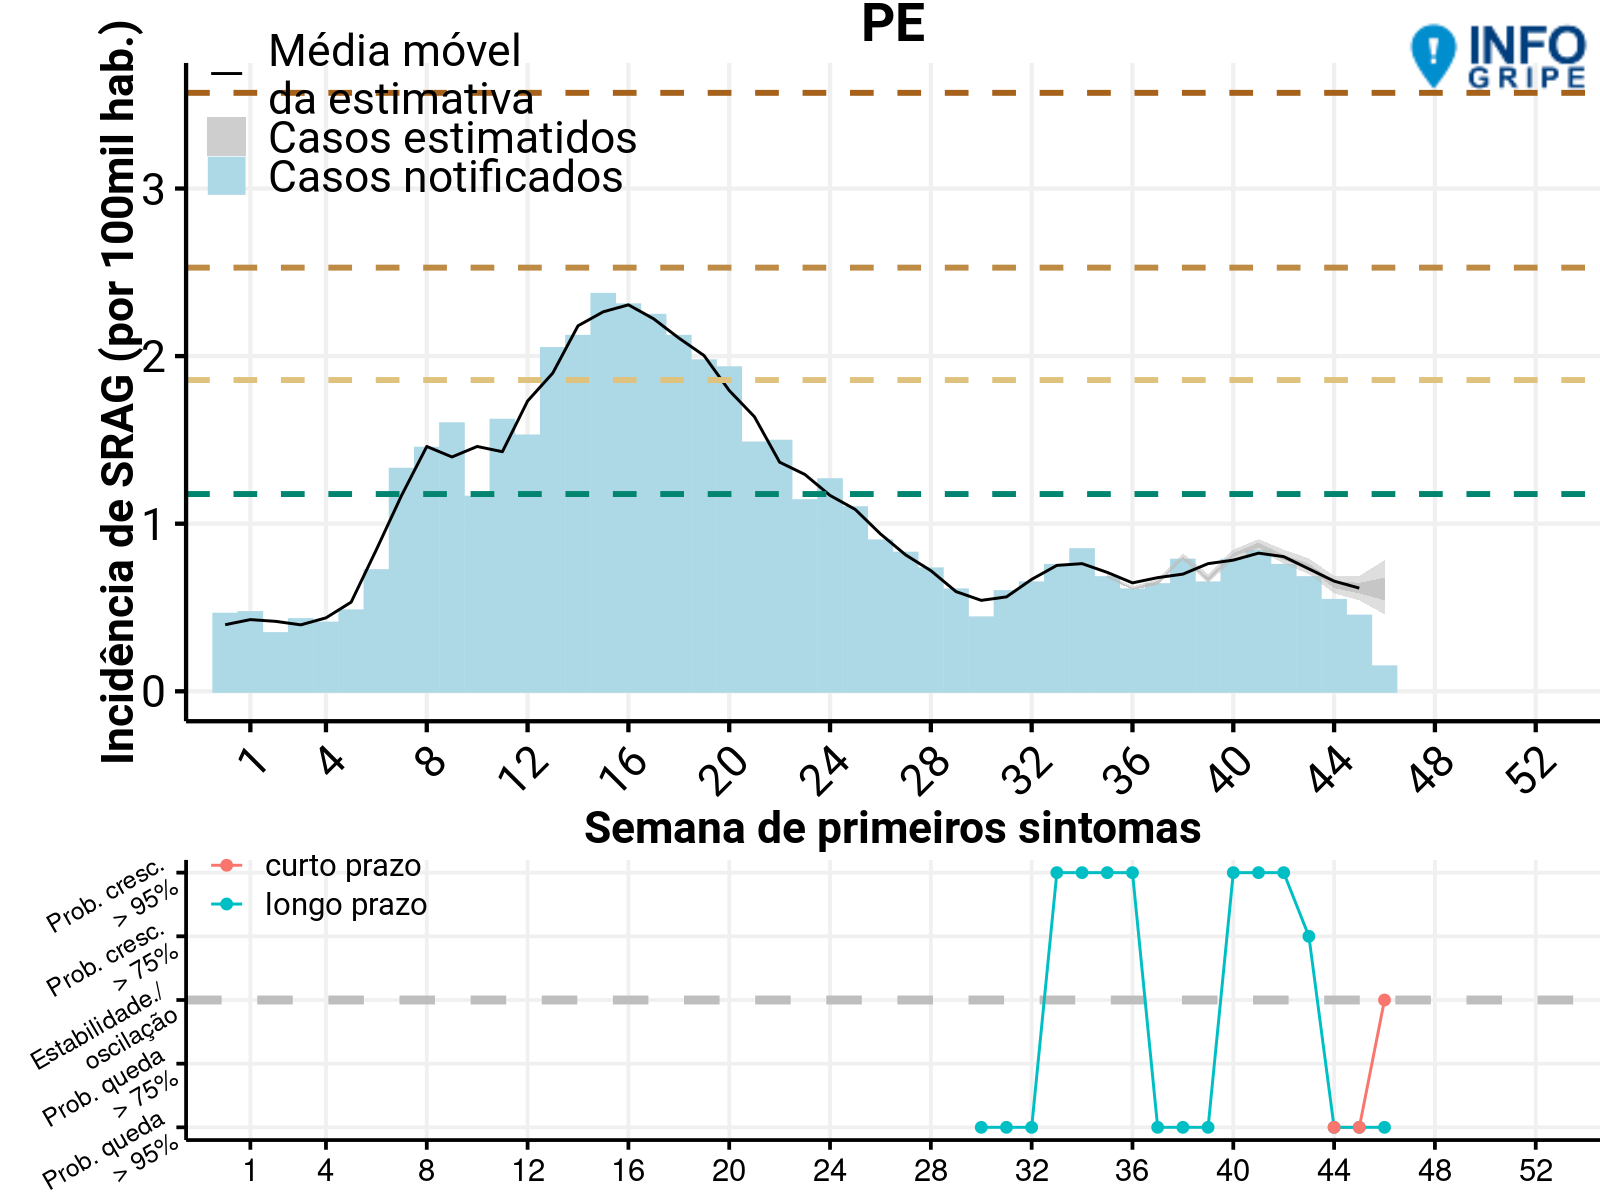 PE
INFO
GRIPE
Média móvel
da estimativa
Casos estimatidos
Casos notificados
Incidência de SRAG (por 100mil hab.)
3
2
1
0
1 4 8 12 16 20 24 28 32 36 40 44 48 52
Semana de primeiros sintomas
curto prazo
longo prazo
Prob. cresc.
> 95%
Prob. cresc.
> 75%
Estabilidade./
oscilação
Prob. queda
> 75%
Prob. queda
> 95%
1 4 8 12 16 20 24 28 32 36 40 44 48 52